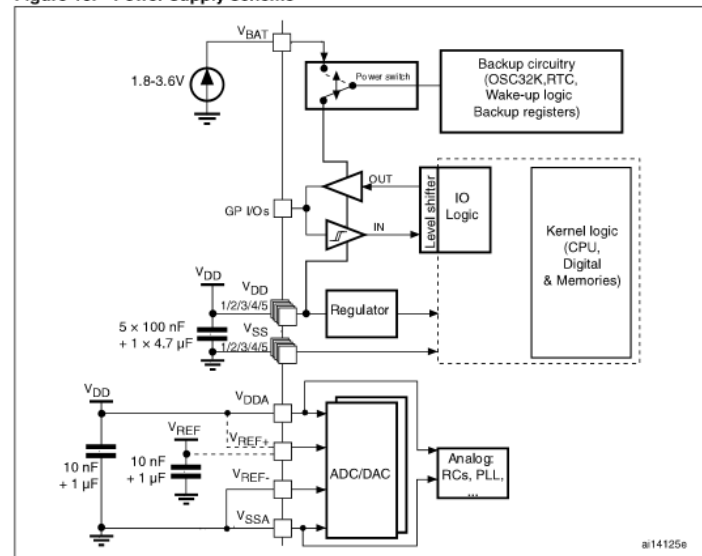 Figure 13. Power supply scheme
VBAT
1.8-3.6V
Power switch
Backup circuitry
(OSC32K,RTC,
Wake-up logic
Backup registers)
OUT
GP I/Os
IN
Level shifter
IO
Logic
Kernel logic
(CPU,
Digital
& Memories)
VDD
VDD
1/2/3/4/5
Regulator
5 × 100 nF
+ 1 × 4.7 µF
VSS
1/2/3/4/5
VDD
VDDA
VREF
VREF+
10 nF
+ 1 µF
10 nF
+ 1 µF
VREF-
ADC/DAC
Analog:
RCs, PLL,
...
VSSA
ai14125e